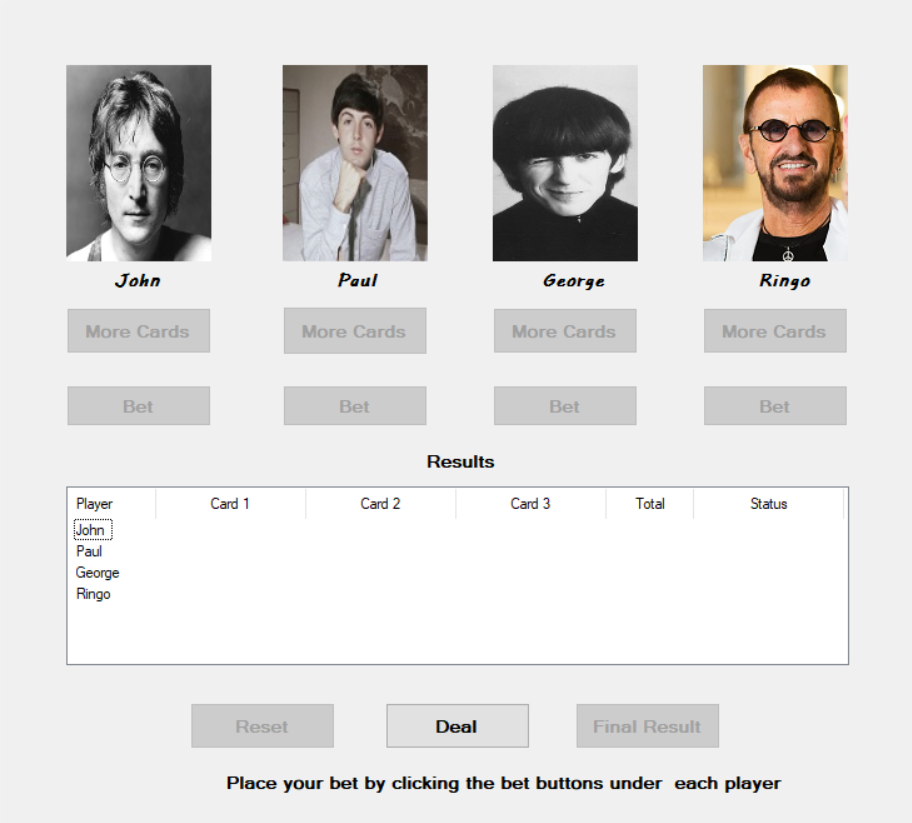 John Paul George Ringo
More Cards More Cards More Cards More Cards
Bet Bet Bet Bet
Results
Player Card 1 Card 2 Card 3 Total Status
John
Paul
George
Ringo
Reset Deal Final Result
Place your bet by clicking the bet buttons under each player